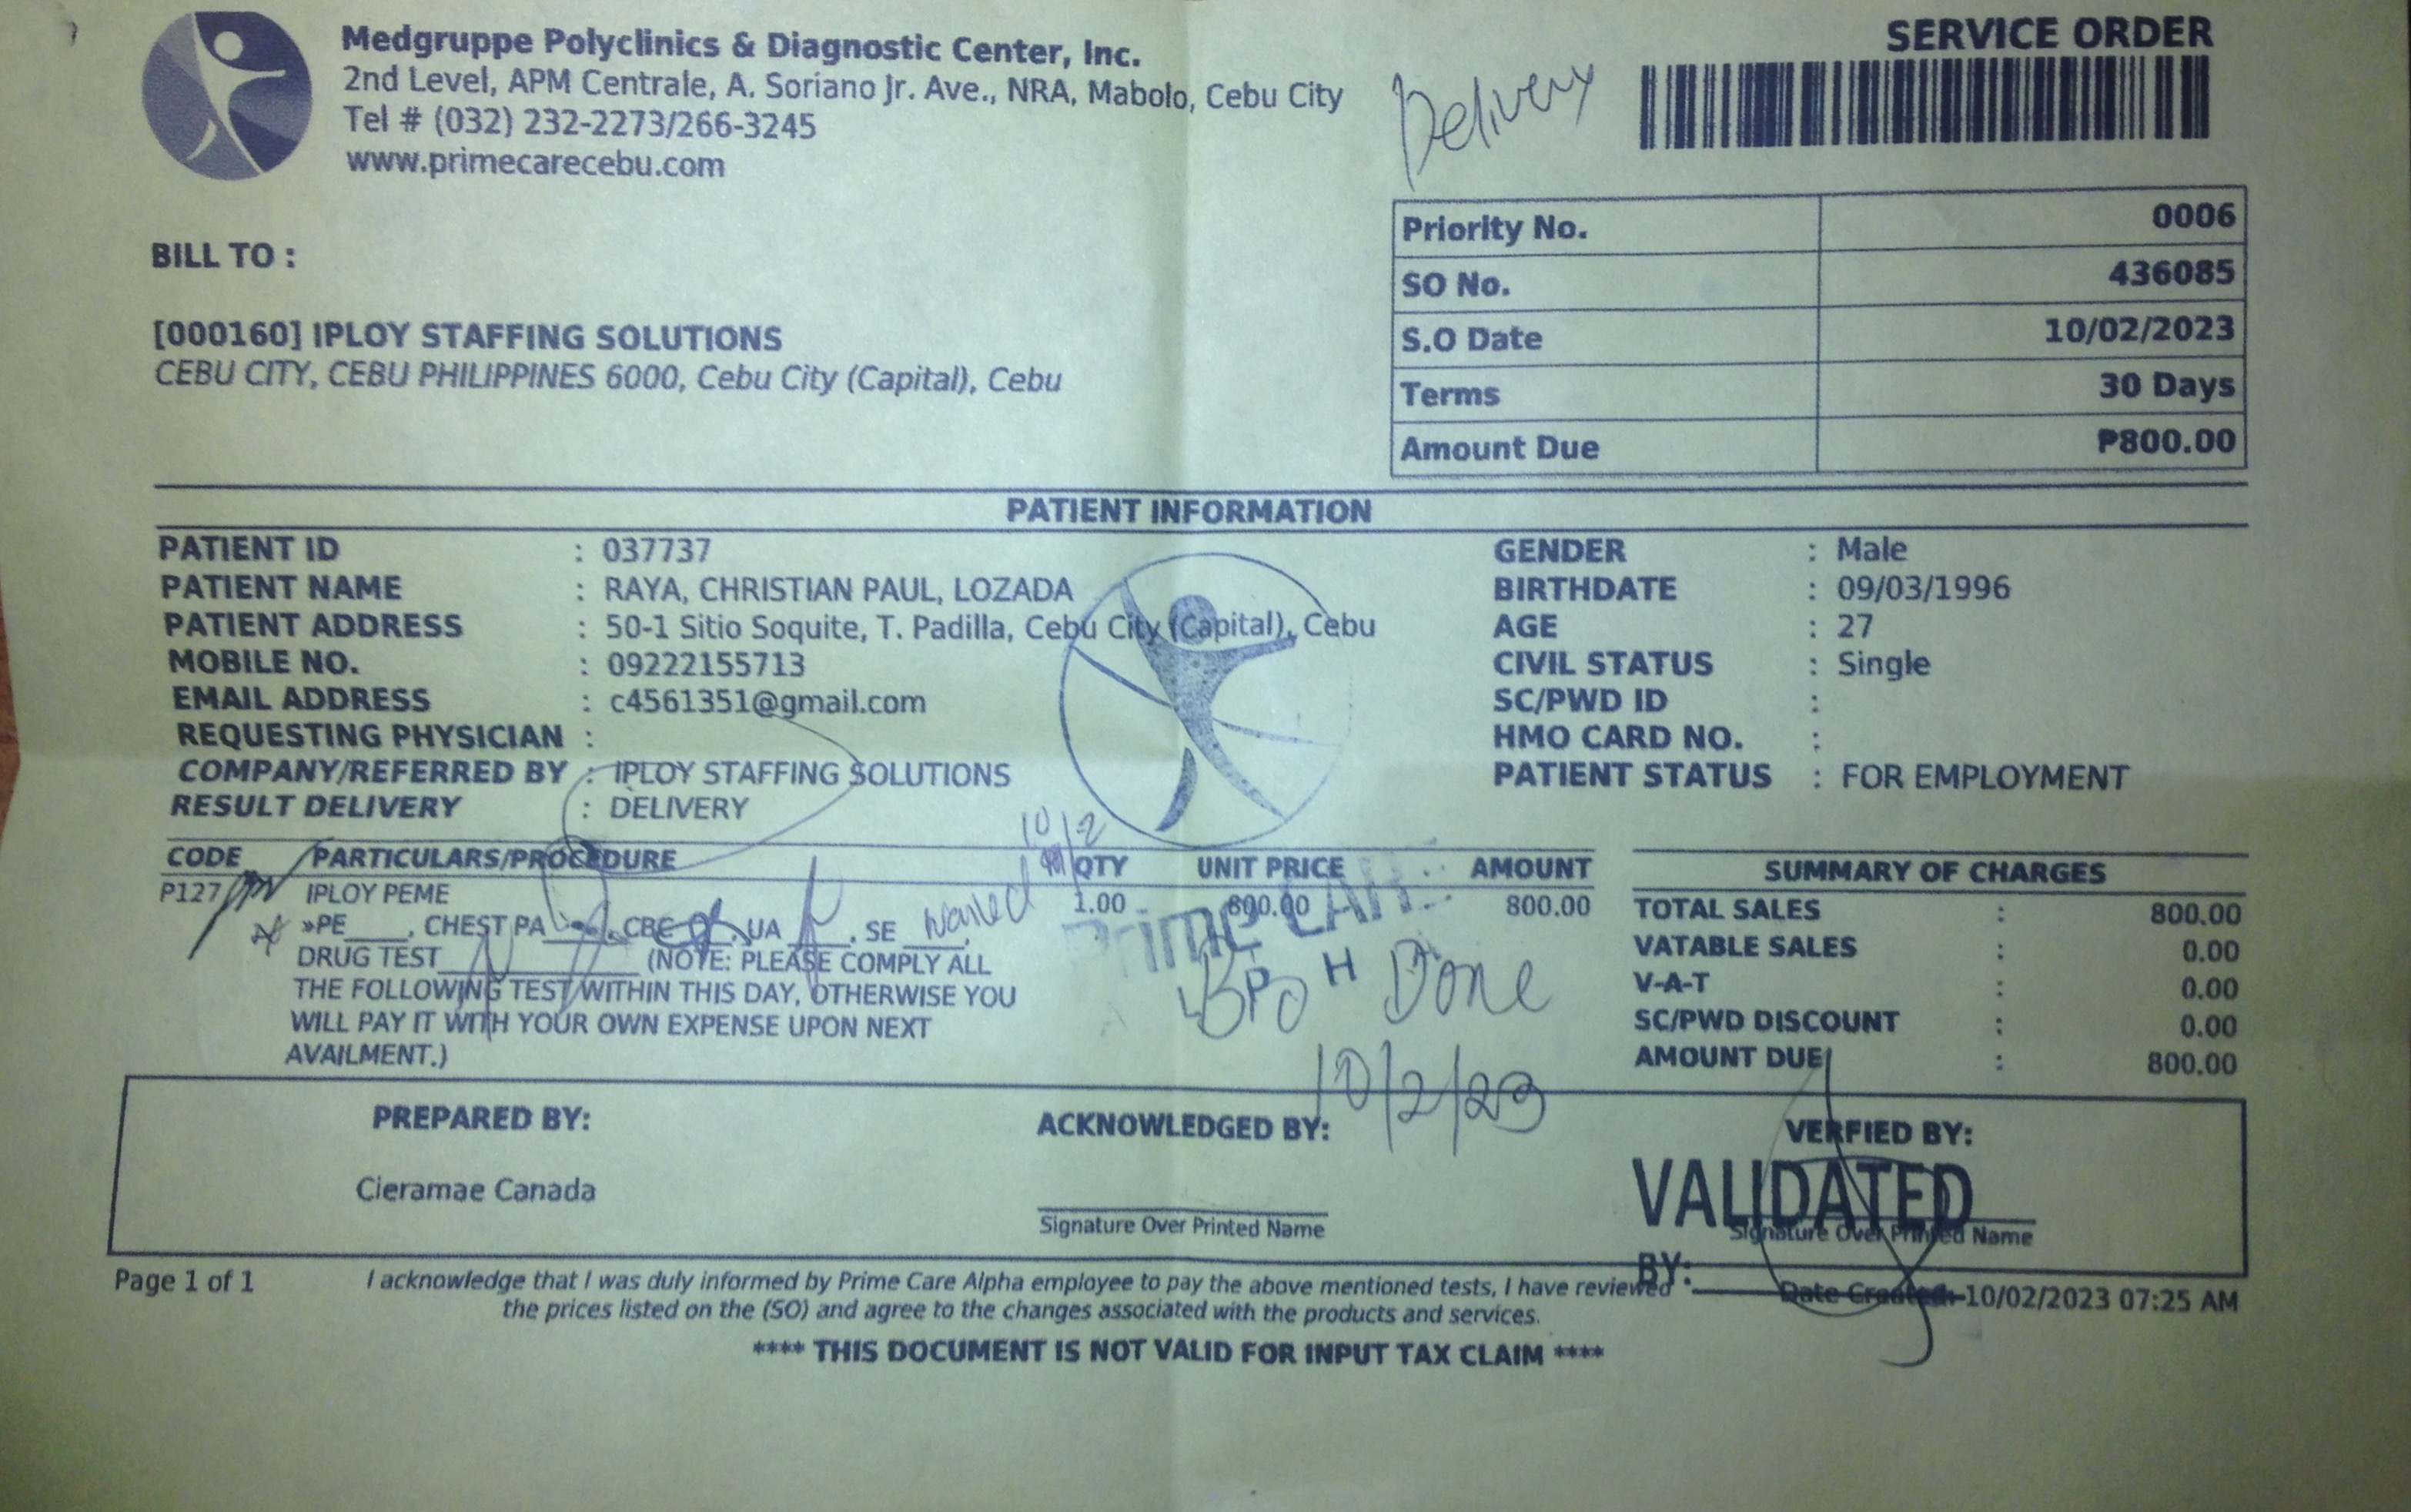 Medgruppe Polyclinics & Diagnostic Center, Inc.
2nd Level, APM Centrale, A. Soriano Jr. Ave., NRA, Mabolo, Cebu City
Tel # (032) 232-2273/266-3245
www.primecarecebu.com
Delivery
SERVICE ORDER
Priority No. 0006
SO No. 436085
S.O Date 10/02/2023
Terms 30 Days
Amount Due ₱800.00
BILL TO :
[000160] IPLOY STAFFING SOLUTIONS
CEBU CITY, CEBU PHILIPPINES 6000, Cebu City (Capital), Cebu
PATIENT INFORMATION
PATIENT ID : 037737
PATIENT NAME : RAYA, CHRISTIAN PAUL, LOZADA
PATIENT ADDRESS : 50-1 Sitio Soquite, T. Padilla, Cebu City (Capital), Cebu
MOBILE NO. : 09222155713
EMAIL ADDRESS : c4561351@gmail.com
REQUESTING PHYSICIAN :
COMPANY/REFERRED BY : IPLOY STAFFING SOLUTIONS
RESULT DELIVERY : DELIVERY
GENDER : Male
BIRTHDATE : 09/03/1996
AGE : 27
CIVIL STATUS : Single
SC/PWD ID :
HMO CARD NO. :
PATIENT STATUS : FOR EMPLOYMENT
CODE PARTICULARS/PROCEDURE QTY UNIT PRICE AMOUNT
P127 IPLOY PEME 1.00 800.00 800.00
»PE____, CHEST PA____, CBC____, UA____, SE ____,
DRUG TEST____________ (NOTE: PLEASE COMPLY ALL
THE FOLLOWING TEST WITHIN THIS DAY, OTHERWISE YOU
WILL PAY IT WITH YOUR OWN EXPENSE UPON NEXT
AVAILMENT.)
10/2
Prime CARE
Done
10/2/23
SUMMARY OF CHARGES
TOTAL SALES : 800.00
VATABLE SALES : 0.00
V-A-T : 0.00
SC/PWD DISCOUNT : 0.00
AMOUNT DUE : 800.00
PREPARED BY:
Cieramae Canada
ACKNOWLEDGED BY:
Signature Over Printed Name
VERFIED BY:
VALIDATED
Signature Over Printed Name
BY:
Page 1 of 1
I acknowledge that I was duly informed by Prime Care Alpha employee to pay the above mentioned tests, I have reviewed
the prices listed on the (SO) and agree to the changes associated with the products and services.
Date Created: 10/02/2023 07:25 AM
**** THIS DOCUMENT IS NOT VALID FOR INPUT TAX CLAIM ****